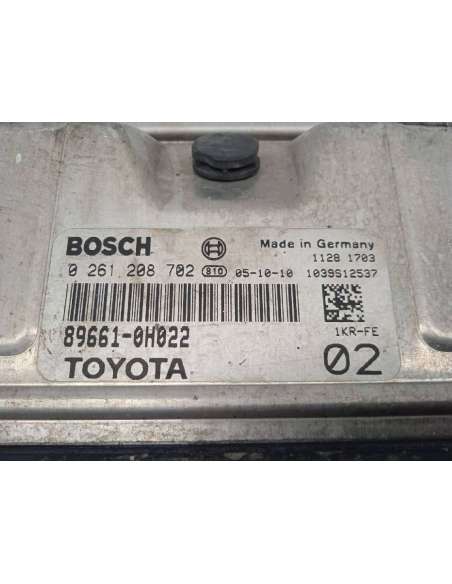 BOSCH Made in Germany
1128 1703
0 261 208 702 810 05-10-10 1039S12537
89661-0H022 1KR-FE
TOYOTA 02